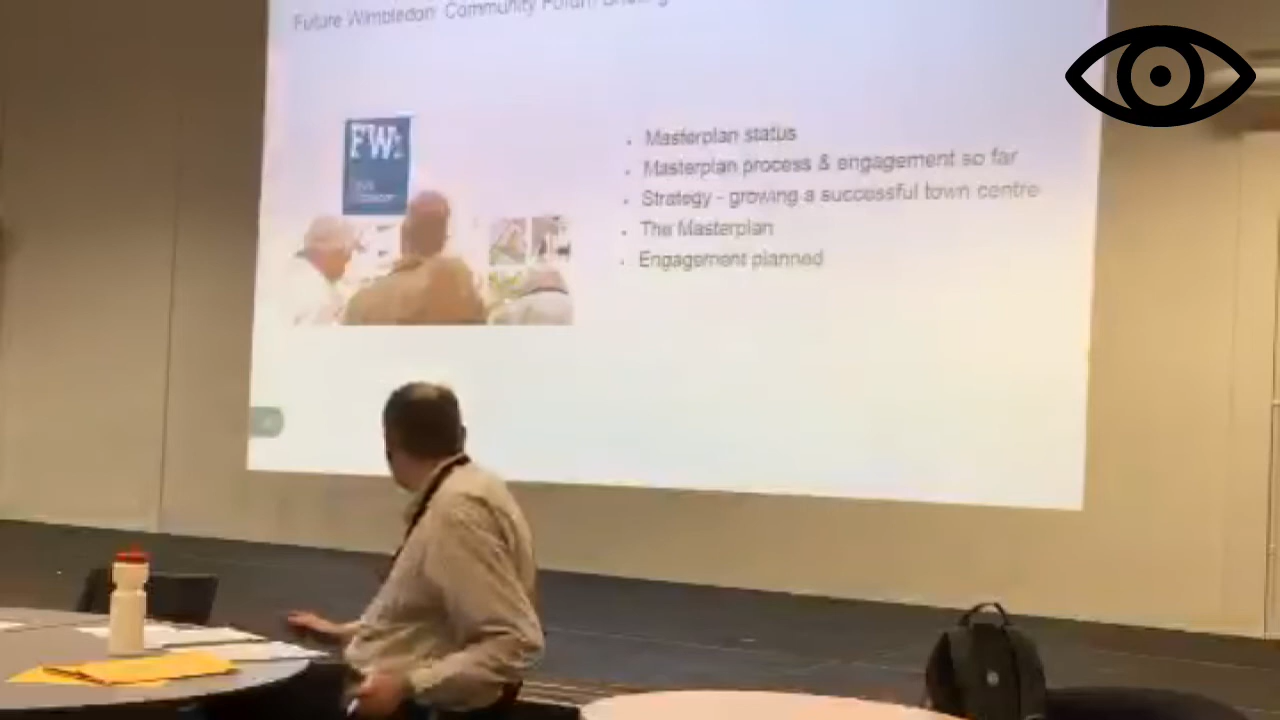 Future Wimbledon: Community Forum
FW:
Masterplan status
Masterplan process & engagement so far
Strategy - growing a successful town centre
The Masterplan
Engagement planned